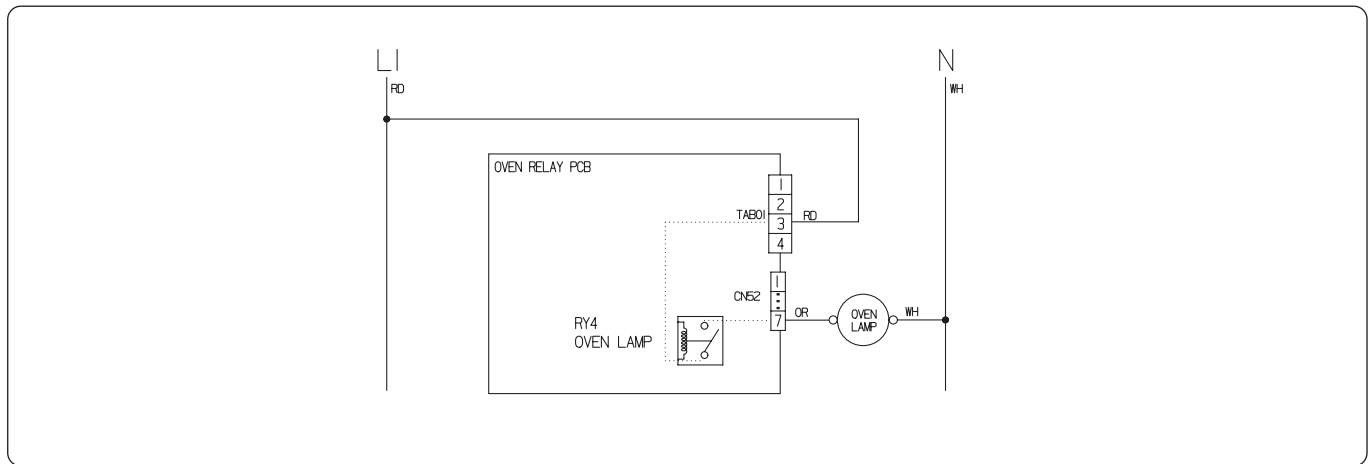 LI
N
RD
WH
OVEN RELAY PCB
1
2
TAB01
3
RD
4
1
CN52
7
OR
OVEN
LAMP
WH
RY4
OVEN LAMP